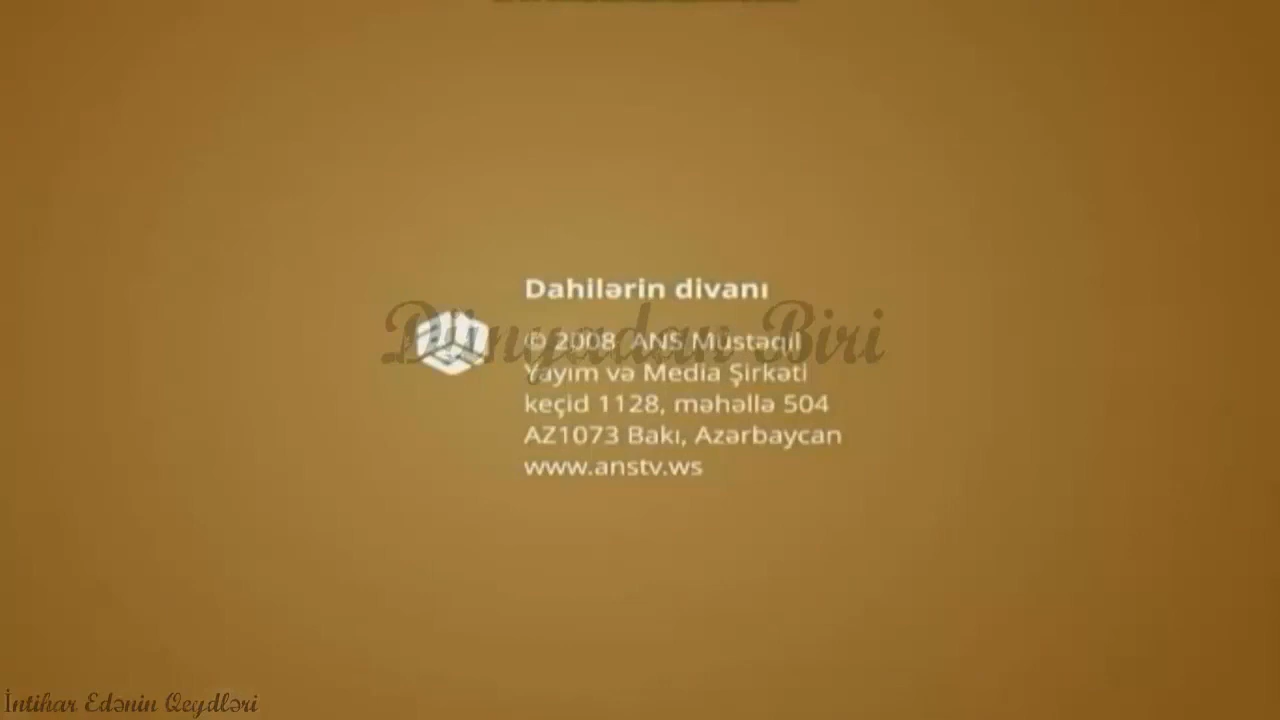 Dahilərin divanı
Dünyadan Biri
© 2008 ANS Müstəqil
Yayım və Media Şirkəti
keçid 1128, məhəllə 504
AZ1073 Bakı, Azərbaycan
www.anstv.ws
İntihar Edənin Qeydləri